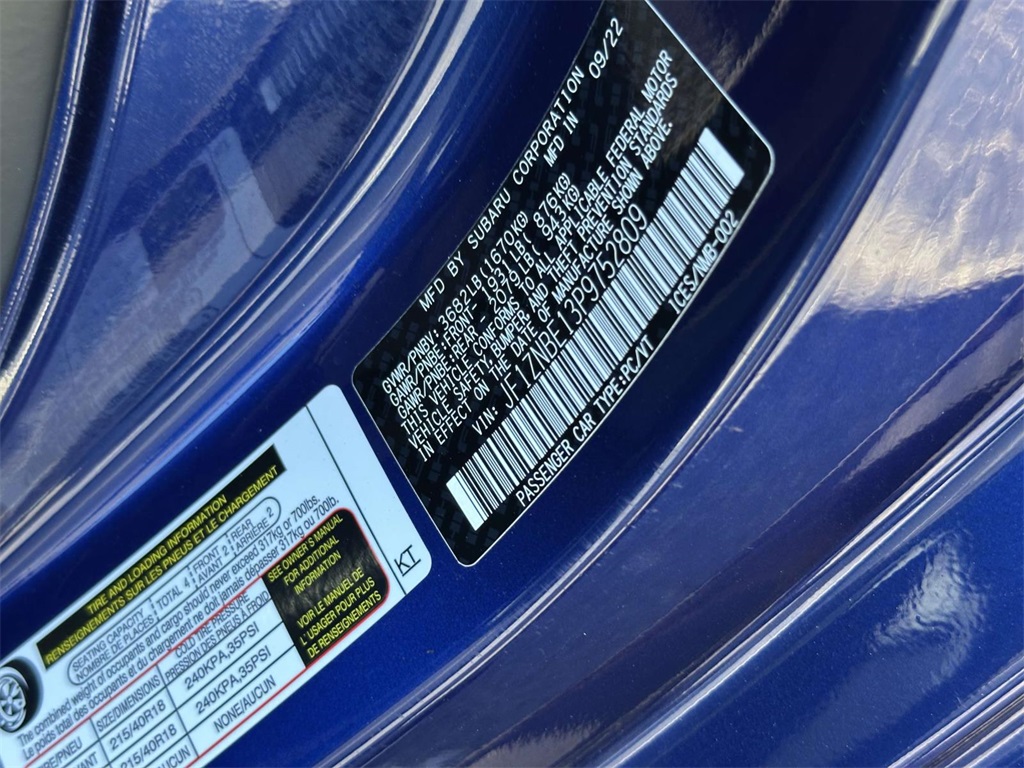 MFD BY SUBARU CORPORATION 09/22
MFD IN
GVWR/PNBV:3682LB(1670KG)
GAWR/PNBE:FRONT 1931LB( 876KG)
GAWR/PNBE:REAR 2079LB( 943KG)
THIS VEHICLE CONFORMS TO ALL APPLICABLE FEDERAL MOTOR
VEHICLE SAFETY, BUMPER AND THEFT PREVENTION STANDARDS
IN EFFECT ON THE DATE OF MANUFACTURE SHOWN ABOVE.
VIN: JF1ZNBE13P9752809
PASSENGER CAR TYPE:PC/VT
ICES/NMB-002
TIRE AND LOADING INFORMATION
RENSEIGNEMENTS SUR LES PNEUS ET LE CHARGEMENT
SEATING CAPACITY TOTAL 4 FRONT 2 REAR 2
NOMBRE DE PLACES AVANT ARRIÈRE
The combined weight of occupants and cargo should never exceed 317kg or 700lbs.
Le poids total des occupants et du chargement ne doit jamais dépasser 317kg ou 700lb.
RE/PNEU SIZE/DIMENSIONS COLD TIRE PRESSURE
PRESSION DES PNEUS À FROID
215/40R18 240KPA,35PSI
215/40R18 240KPA,35PSI
AUCUN NONE/AUCUN
SEE OWNER'S MANUAL
FOR ADDITIONAL
INFORMATION
VOIR LE MANUEL DE
L'USAGER POUR PLUS
DE RENSEIGNEMENTS
KT